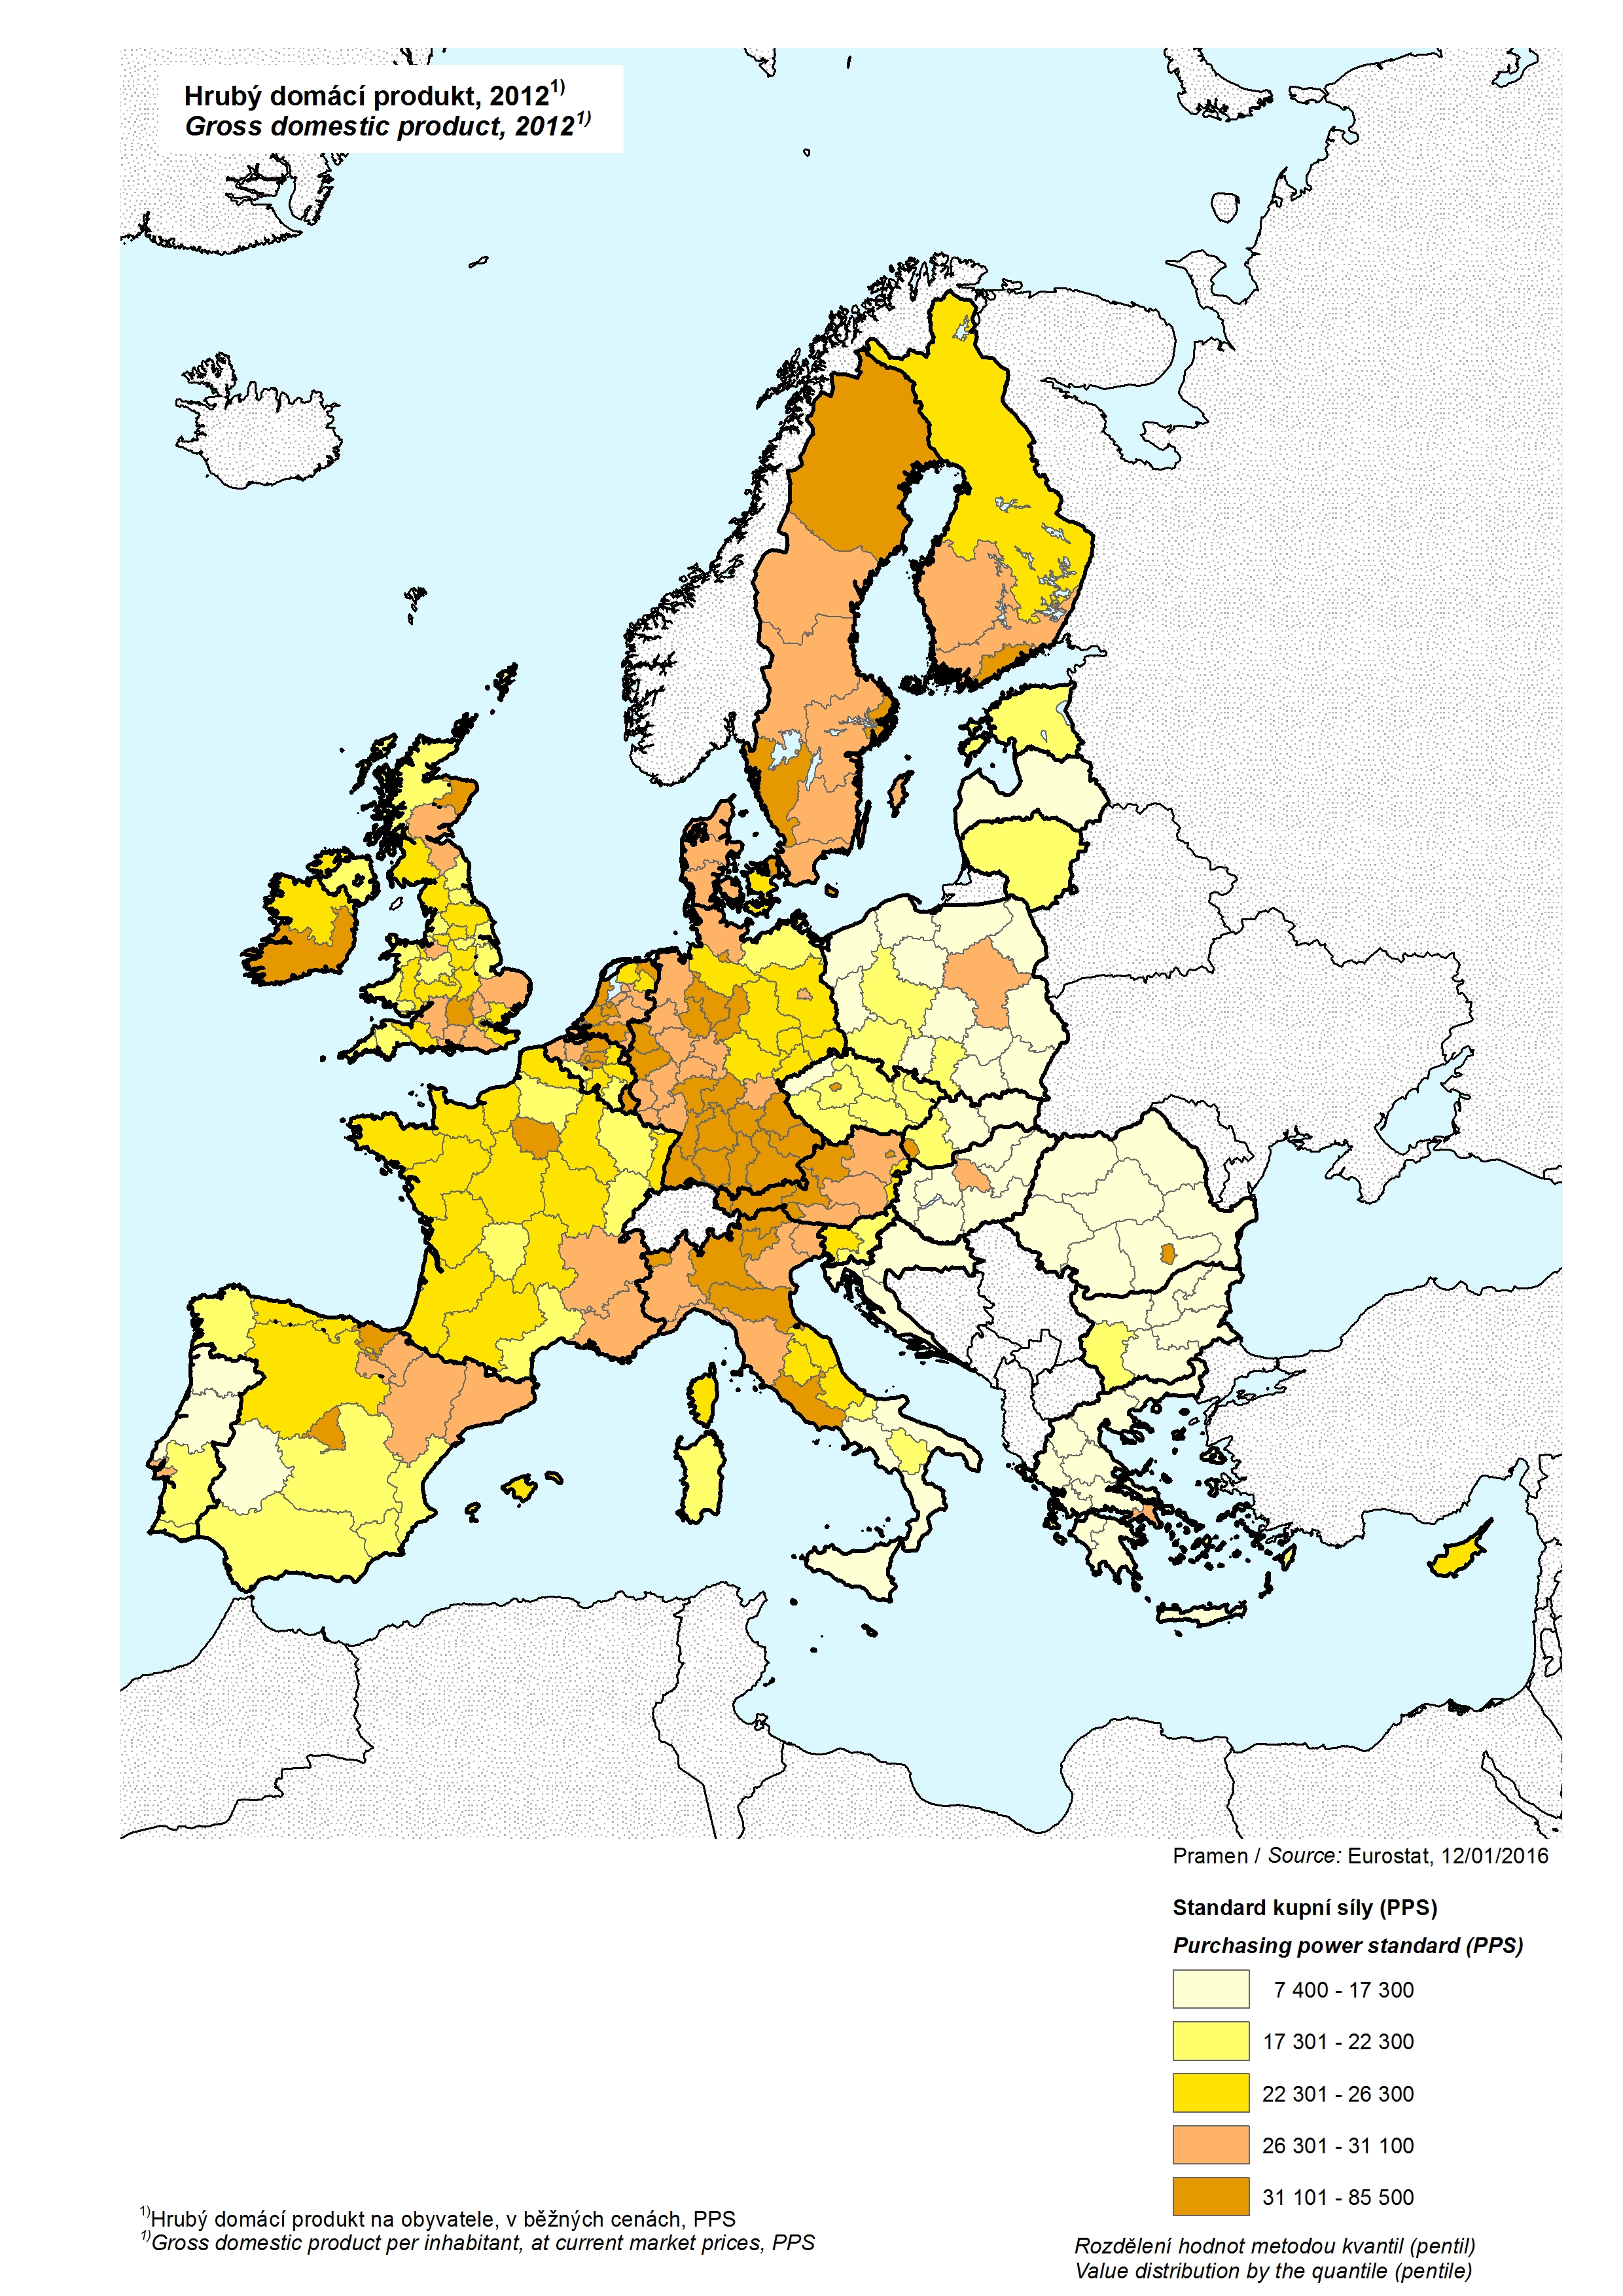 Hrubý domácí produkt, 2012¹⁾
Gross domestic product, 2012¹⁾
Pramen / Source: Eurostat, 12/01/2016
Standard kupní síly (PPS)
Purchasing power standard (PPS)
7 400 - 17 300
17 301 - 22 300
22 301 - 26 300
26 301 - 31 100
31 101 - 85 500
¹⁾Hrubý domácí produkt na obyvatele, v běžných cenách, PPS
¹⁾Gross domestic product per inhabitant, at current market prices, PPS
Rozdělení hodnot metodou kvantil (pentil)
Value distribution by the quantile (pentile)